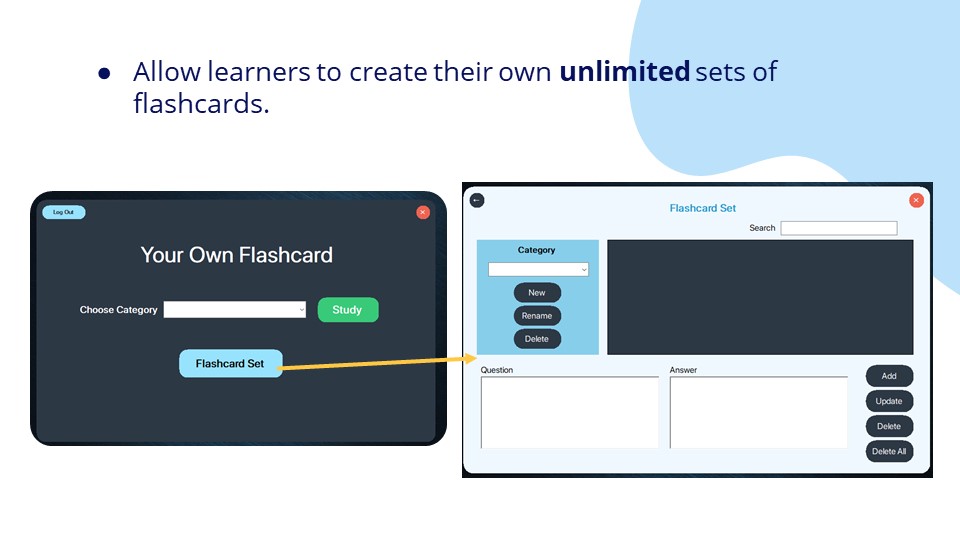 ● Allow learners to create their own unlimited sets of
flashcards.
Log Out
×
Your Own Flashcard
Choose Category
Study
Flashcard Set
←
Flashcard Set
×
Search
Category
New
Rename
Delete
Question
Answer
Add
Update
Delete
Delete All